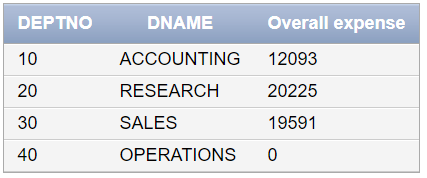 DEPTNO DNAME Overall expense
10 ACCOUNTING 12093
20 RESEARCH 20225
30 SALES 19591
40 OPERATIONS 0